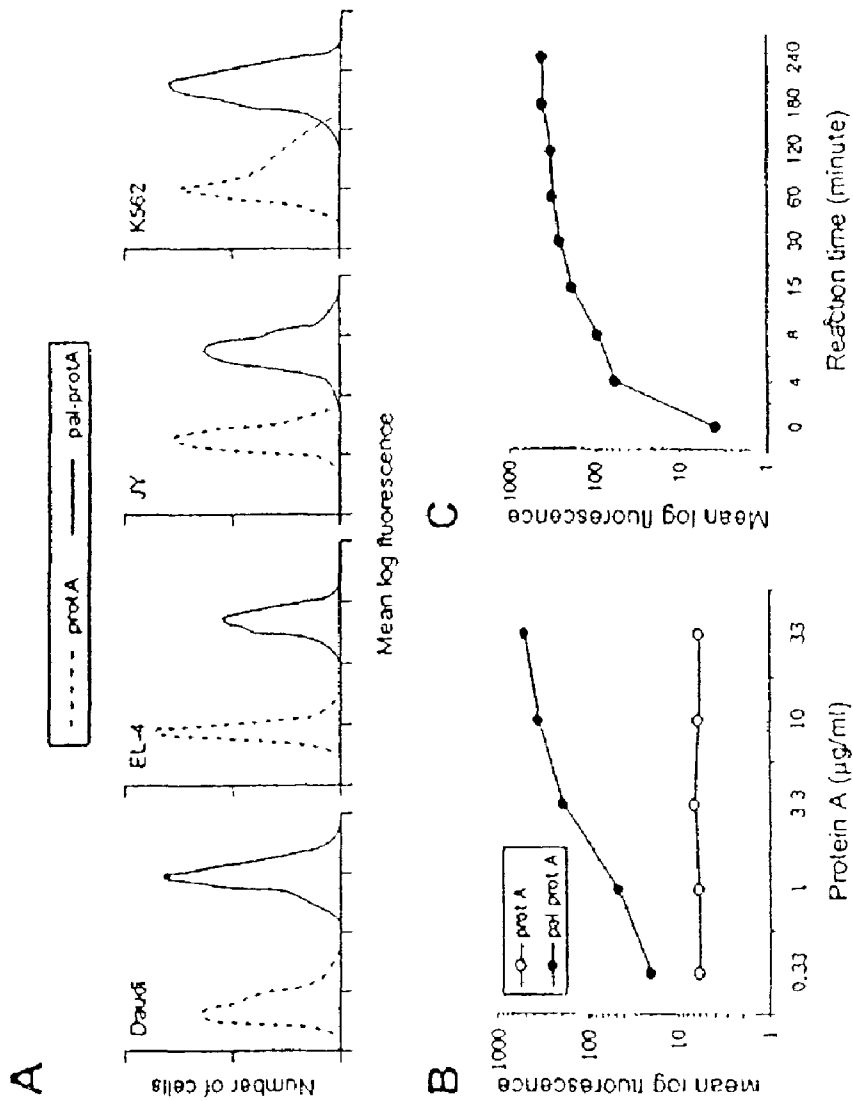 A
prot A
pal-protA
Daudi
EL-4
JY
K562
Number of cells
Mean log fluorescence
B
prot A
pal prot A
mean log fluorescence
1000
100
10
1
0.33
1
3.3
10
33
Protein A (µg/ml)
C
Mean log fluorescence
1000
100
10
1
0
4
8
15
30
60
120
180
240
Reaction time (minute)